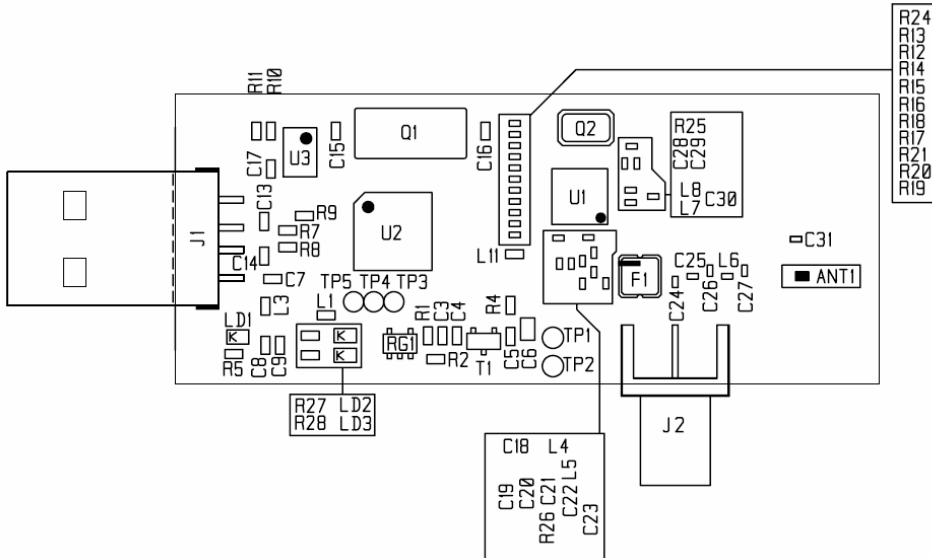 R24
R13
R12
R14
R15
R16
R18
R17
R21
R20
R19
R11
R10
Q1
Q2
R25
C28
C29
C17
U3
C15
C16
L8
C30
L7
U1
C13
R9
R7
R8
U2
J1
C14
L11
C31
C7
F1
C25
L6
ANT1
TP5 TP4 TP3
C24
C26
C27
L3
L1
R1
C3
C4
R4
LD1
RG1
TP1
R5
C8
C9
R2
T1
C5
C6
TP2
R27 LD2
R28 LD3
J2
C18 L4
L5
C19
C20
R26
C21
C22
C23